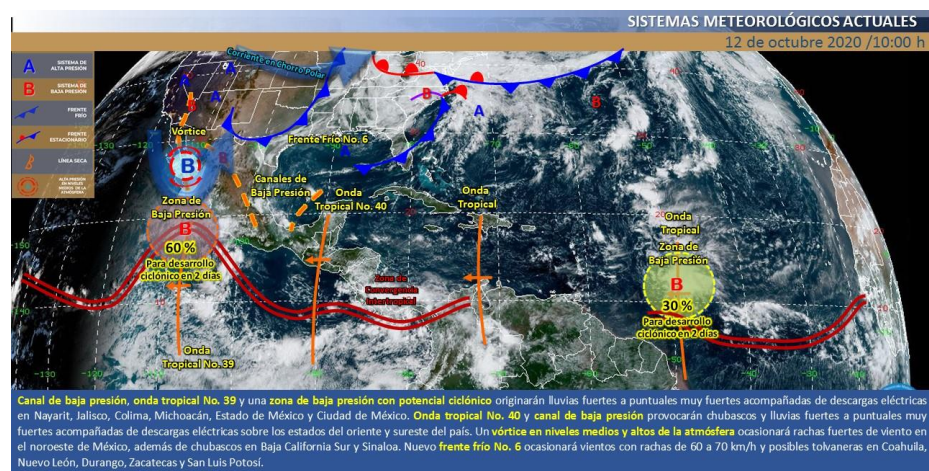 SISTEMAS METEOROLÓGICOS ACTUALES
12 de octubre 2020 /10:00 h
A
SISTEMA DE
ALTA PRESIÓN
B
SISTEMA DE
BAJA PRESIÓN
FRENTE
FRÍO
FRENTE
ESTACIONARIO
LÍNEA SECA
ALTA PRESIÓN
EN NIVELES
MEDIOS DE LA
ATMÓSFERA
Corriente en Chorro Polar
A
A
A
A
B
B
B
Vórtice
B
Frente Frío No. 6
Canales de
Baja Presión
Onda
Tropical No. 40
Onda
Tropical
Onda
Tropical
Zona de
Baja Presión
B
60 %
Para desarrollo
ciclónico en 2 días
Zona de
Convergencia
Intertropical
Zona de
Baja Presión
B
30 %
Para desarrollo
ciclónico en 2 días
Onda
Tropical No. 39
Canal de baja presión, onda tropical No. 39 y una zona de baja presión con potencial ciclónico originarán lluvias fuertes a puntuales muy fuertes acompañadas de descargas eléctricas
en Nayarit, Jalisco, Colima, Michoacán, Estado de México y Ciudad de México. Onda tropical No. 40 y canal de baja presión provocarán chubascos y lluvias fuertes a puntuales muy
fuertes acompañadas de descargas eléctricas sobre los estados del oriente y sureste del país. Un vórtice en niveles medios y altos de la atmósfera ocasionará rachas fuertes de viento en
el noroeste de México, además de chubascos en Baja California Sur y Sinaloa. Nuevo frente frío No. 6 ocasionará vientos con rachas de 60 a 70 km/h y posibles tolvaneras en Coahuila,
Nuevo León, Durango, Zacatecas y San Luis Potosí.